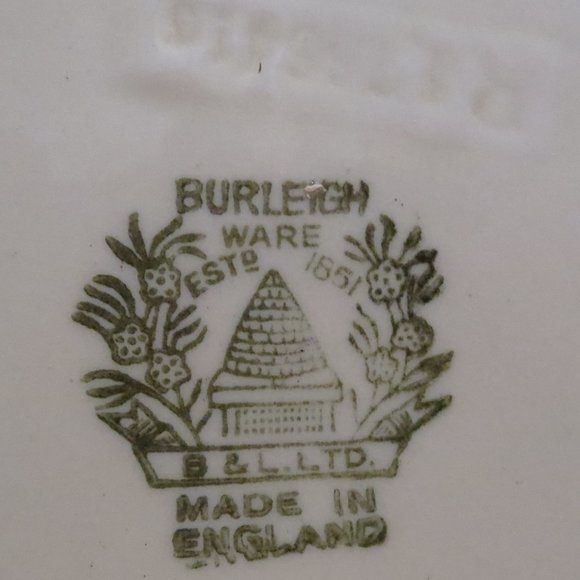 BURLEIGH
WARE
ESTD 1851
B & L. LTD.
MADE IN
ENGLAND